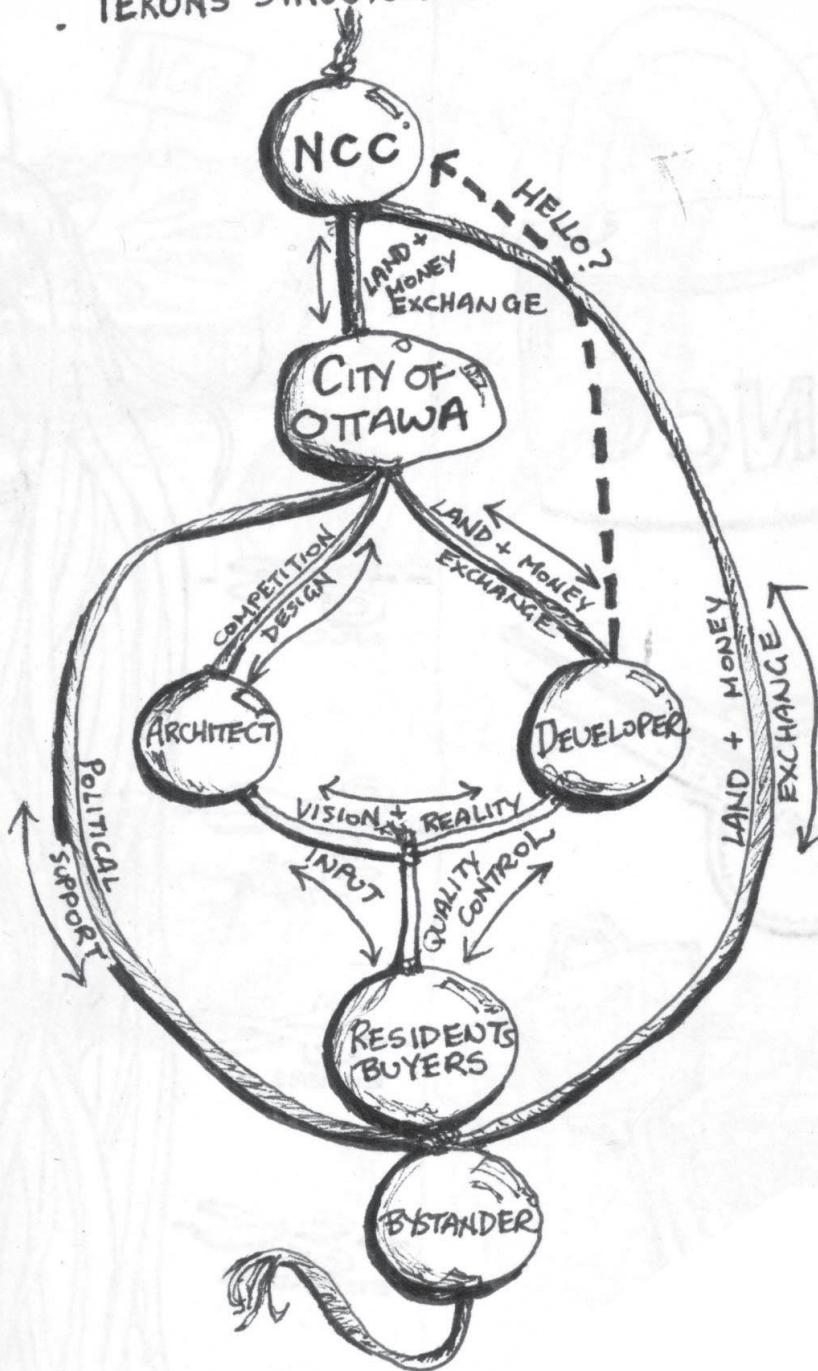 NCC
HELLO?
LAND +
MONEY
EXCHANGE
CITY OF
OTTAWA
COMPETITION
DESIGN
LAND + MONEY
EXCHANGE
ARCHITECT
DEVELOPER
LAND + MONEY
EXCHANGE
VISION + REALITY
POLITICAL
SUPPORT
INPUT
QUALITY
CONTROL
RESIDENTS
BUYERS
BYSTANDER